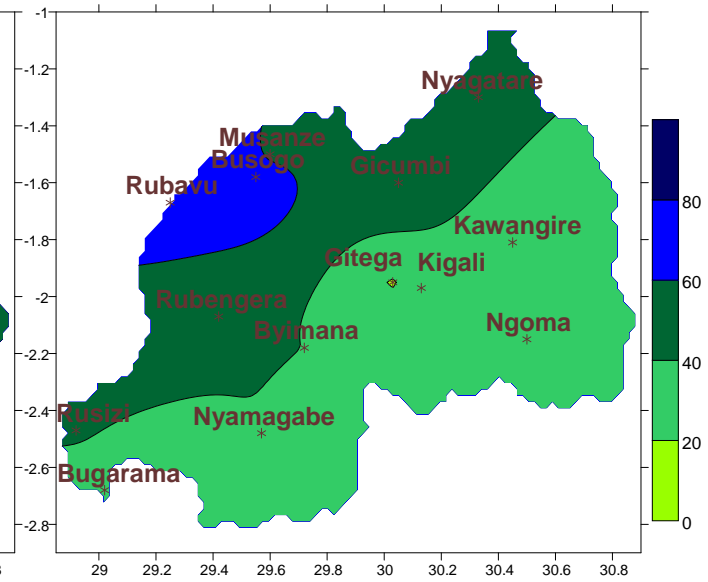 -1
-1.2
-1.4
-1.6
-1.8
-2
-2.2
-2.4
-2.6
-2.8
Nyagatare
Musanze
Busogo
Gicumbi
Rubavu
Kawangire
Gitega
Kigali
Rubengera
Ngoma
Byimana
Rusizi
Nyamagabe
Bugarama
29 29.2 29.4 29.6 29.8 30 30.2 30.4 30.6 30.8
80
60
40
20
0